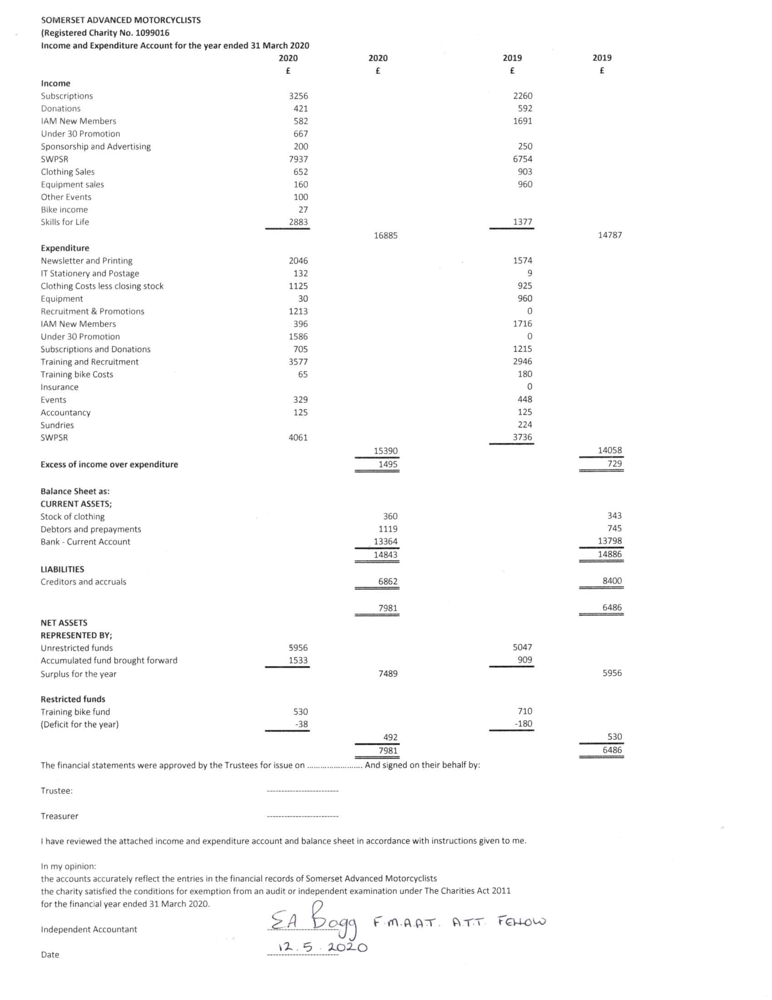 SOMERSET ADVANCED MOTORCYCLISTS
(Registered Charity No. 1099016
Income and Expenditure Account for the year ended 31 March 2020
2020 2020 2019 2019
£ £ £ £
Income
Subscriptions 3256 2260
Donations 421 592
IAM New Members 582 1691
Under 30 Promotion 667
Sponsorship and Advertising 200 250
SWPSR 7937 6754
Clothing Sales 652 903
Equipment sales 160 960
Other Events 100
Bike income 27
Skills for Life 2883 1377
16885 14787
Expenditure
Newsletter and Printing 2046 1574
IT Stationery and Postage 132 9
Clothing Costs less closing stock 1125 925
Equipment 30 960
Recruitment & Promotions 1213 0
IAM New Members 396 1716
Under 30 Promotion 1586 0
Subscriptions and Donations 705 1215
Training and Recruitment 3577 2946
Training bike Costs 65 180
Insurance 0
Events 329 448
Accountancy 125 125
Sundries 224
SWPSR 4061 3736
15390 14058
Excess of income over expenditure 1495 729
Balance Sheet as:
CURRENT ASSETS;
Stock of clothing 360 343
Debtors and prepayments 1119 745
Bank - Current Account 13364 13798
14843 14886
LIABILITIES
Creditors and accruals 6862 8400
7981 6486
NET ASSETS
REPRESENTED BY;
Unrestricted funds 5956 5047
Accumulated fund brought forward 1533 909
Surplus for the year 7489 5956
Restricted funds
Training bike fund 530 710
(Deficit for the year) -38 -180
492 530
7981 6486
The financial statements were approved by the Trustees for issue on ........................ And signed on their behalf by:
Trustee: --------------------------
Treasurer --------------------------
I have reviewed the attached income and expenditure account and balance sheet in accordance with instructions given to me.
In my opinion:
the accounts accurately reflect the entries in the financial records of Somerset Advanced Motorcyclists
the charity satisfied the conditions for exemption from an audit or independent examination under The Charities Act 2011
for the financial year ended 31 March 2020.
Independent Accountant EA Bogg F.M.A.A.T. A.T.T. FELLOW
Date 12.5.2020